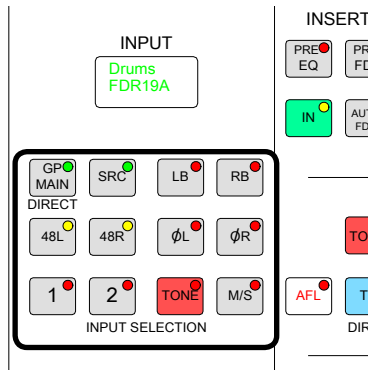 INPUT
Drums
FDR19A
GP MAIN
SRC
LB
RB
DIRECT
48L
48R
ϕL
ϕR
1
2
TONE
M/S
INPUT SELECTION
INSERT
PRE EQ
IN
AFL